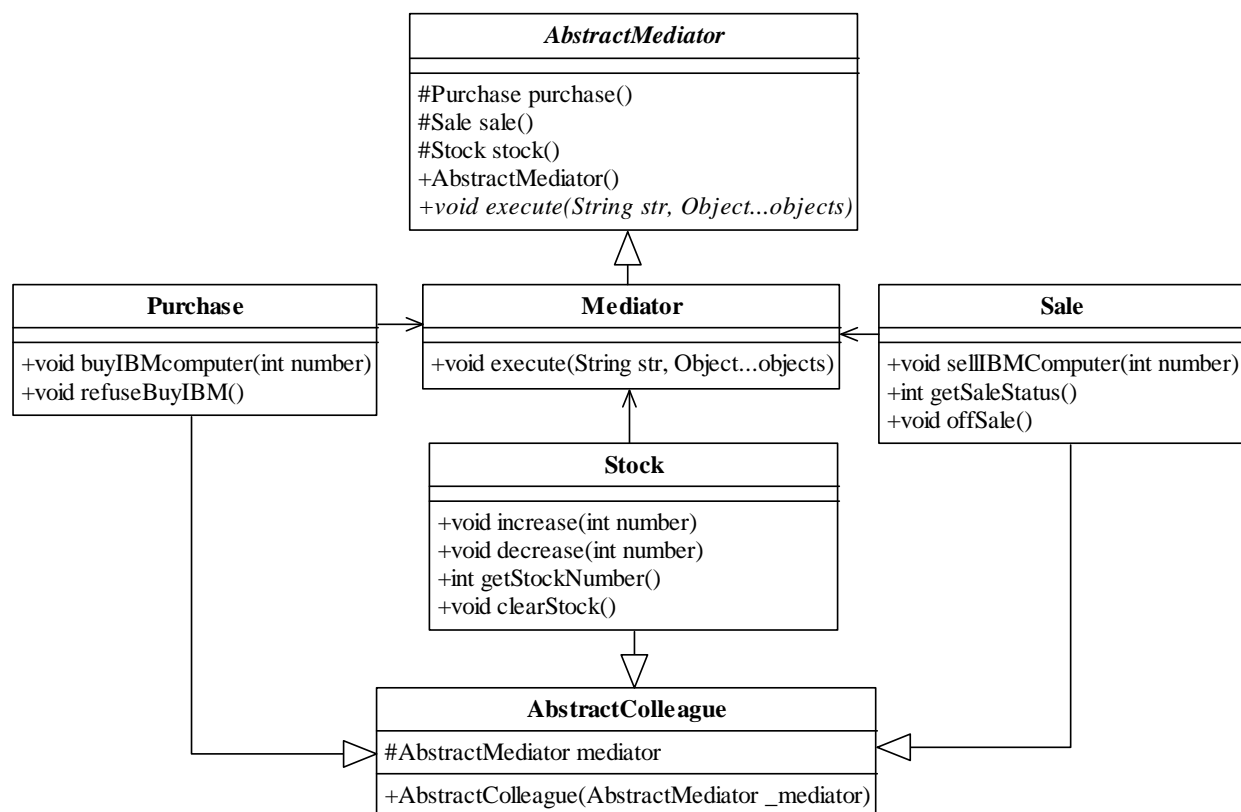 AbstractMediator
#Purchase purchase()
#Sale sale()
#Stock stock()
+AbstractMediator()
+void execute(String str, Object...objects)
Purchase
+void buyIBMcomputer(int number)
+void refuseBuyIBM()
Mediator
+void execute(String str, Object...objects)
Sale
+void sellIBMComputer(int number)
+int getSaleStatus()
+void offSale()
Stock
+void increase(int number)
+void decrease(int number)
+int getStockNumber()
+void clearStock()
AbstractColleague
#AbstractMediator mediator
+AbstractColleague(AbstractMediator _mediator)